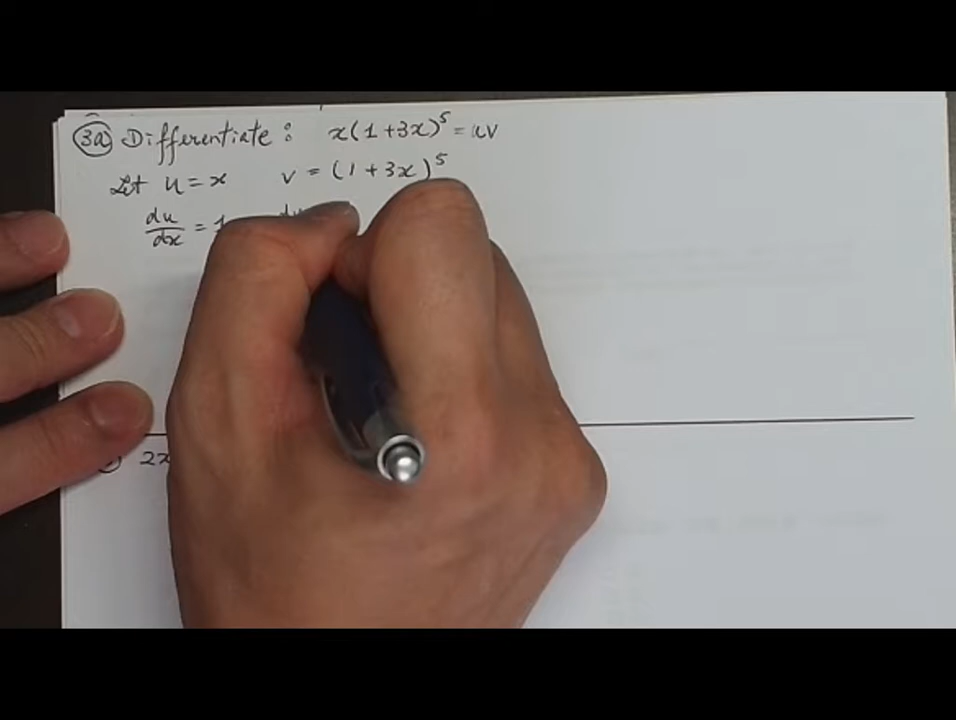 3a Differentiate: x(1+3x)⁵ = uv
Let u = x v = (1+3x)⁵
du/dx = 1
2x